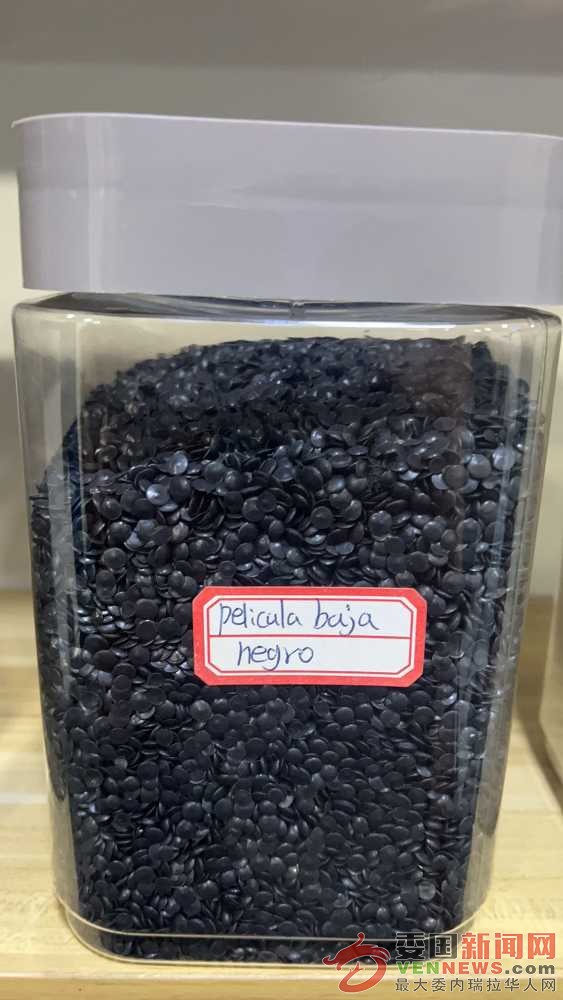 pelicula baja
negro
委国新闻网
VENNEWS.com
最大委内瑞拉华人网